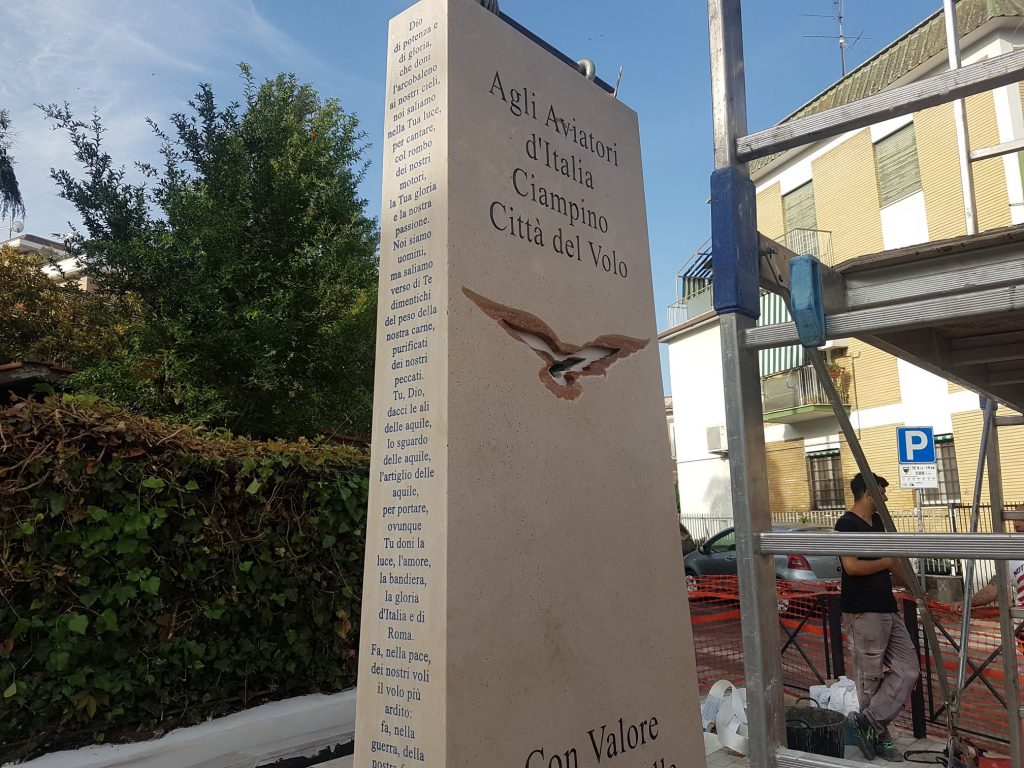 Dio
di potenza e
di gloria,
che doni
l'arcobaleno
ai nostri cieli,
noi saliamo
nella Tua luce,
per cantare,
col rombo
dei nostri
motori,
la Tua gloria
e la nostra
passione.
Noi siamo
uomini,
ma saliamo
verso di Te
dimentichi
del peso della
nostra carne,
purificati
dei nostri
peccati.
Tu, Dio,
dacci le ali
delle aquile,
lo sguardo
delle aquile,
l'artiglio delle
aquile,
per portare,
ovunque
Tu doni la
luce, l'amore,
la bandiera,
la gloria
d'Italia e di
Roma.
Fa, nella pace,
dei nostri voli
il volo più
ardito:
fa, nella
guerra, della
nostra
Agli Aviatori
d'Italia
Ciampino
Città del Volo
Con Valore
P